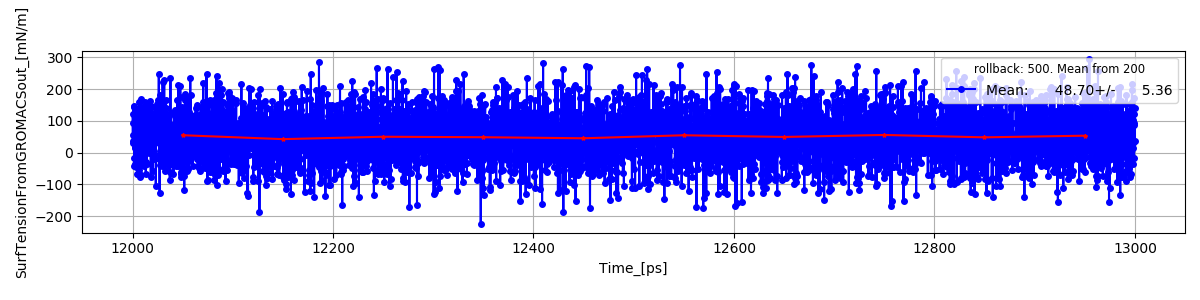 SurfTensionFromGROMACSout_[mN/m]
300
200
100
0
−100
−200
rollback: 500. Mean from 200
Mean: 48.70+/- 5.36
12000 12200 12400 12600 12800 13000
Time_[ps]